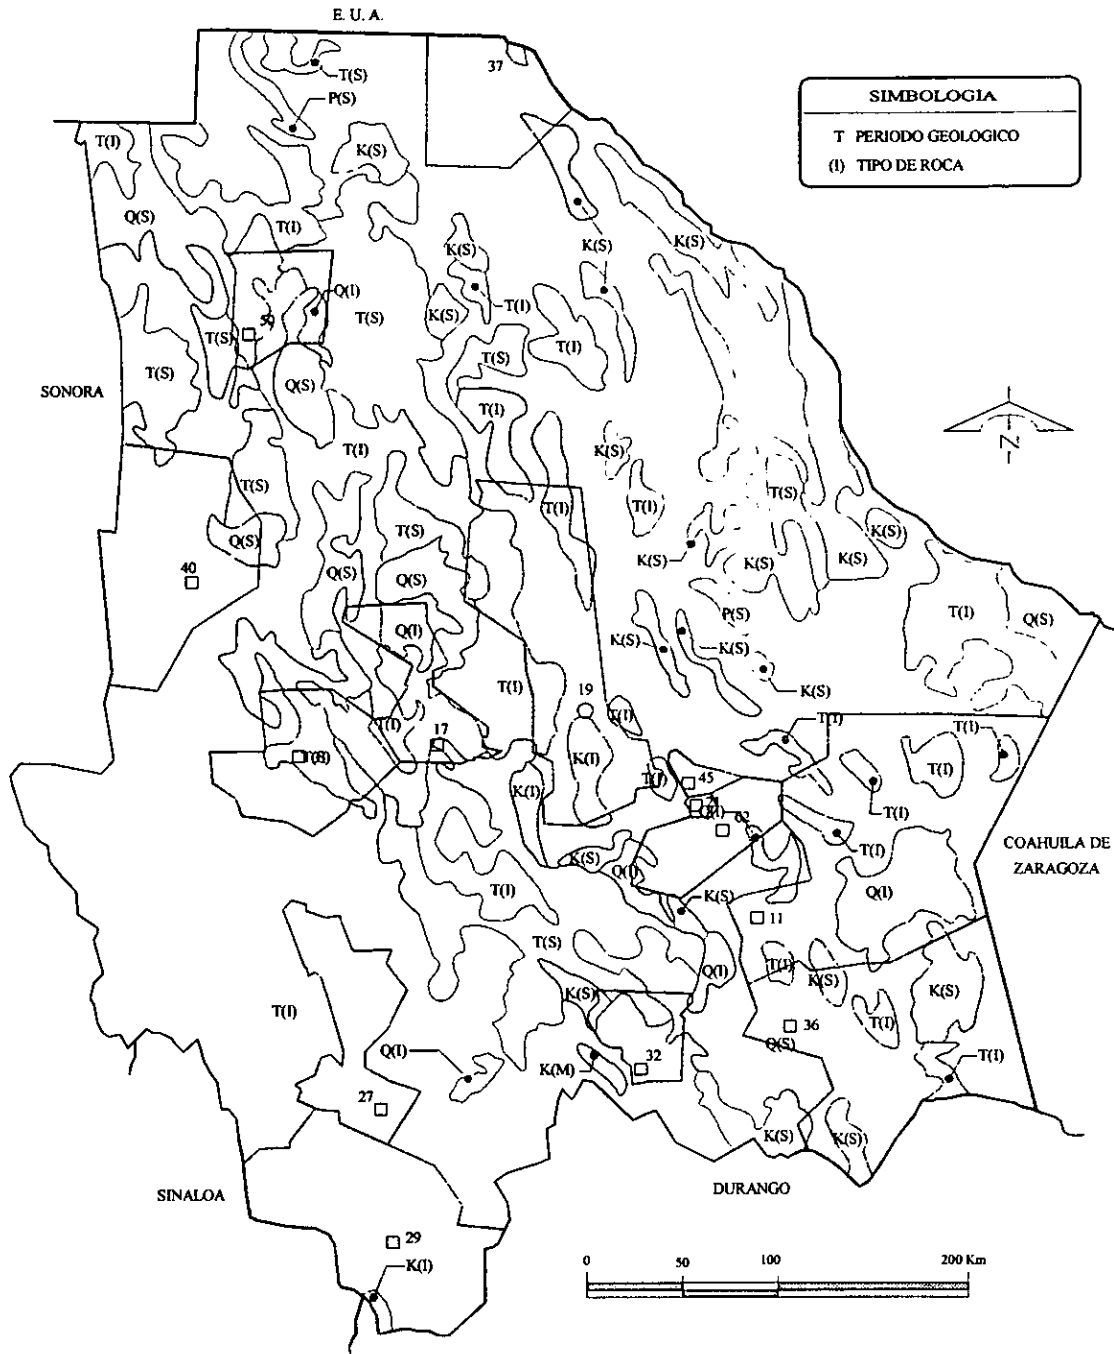 E. U. A.
37
T(S)
P(S)
SIMBOLOGIA
T PERIODO GEOLOGICO
(I) TIPO DE ROCA
T(I)
K(S)
Q(S)
T(I)
K(S)
K(S)
K(S)
Q(I)
T(S)
K(S)
T(I)
T(S)
T(S)
T(I)
T(S)
Q(S)
SONORA
T(I)
N
T(I)
K(S)
T(S)
T(S)
T(I)
T(I)
T(S)
Q(S)
K(S)
K(S)
K(S)
K(S)
40
Q(S)
Q(S)
T(I)
Q(S)
P(S)
Q(I)
K(S)
K(S)
K(S)
T(I)
19
T(I)
T(I)
T(I)
T(I)
17
K(I)
T(I)
K(I)
T(I)
45
T(I)
62
T(I)
COAHUILA DE
ZARAGOZA
K(S)
Q(I)
T(I)
Q(I)
K(S)
11
T(S)
Q(I)
T(I)
K(S)
K(S)
K(S)
T(I)
T(I)
36
Q(S)
Q(I)
K(M)
32
T(I)
27
K(S)
K(S)
SINALOA
DURANGO
29
K(I)
0 50 100 200 Km